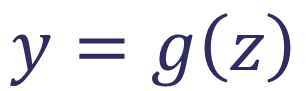 y = g(z)